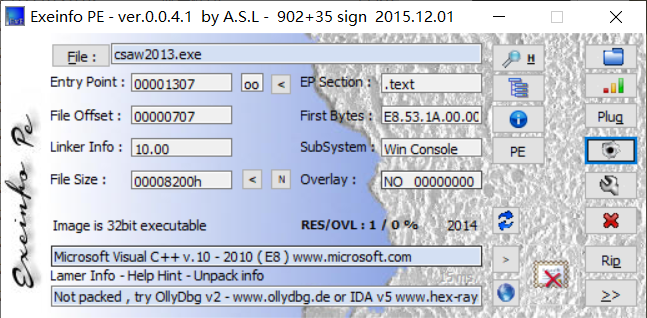 Exeinfo PE - ver.0.0.4.1 by A.S.L - 902+35 sign 2015.12.01
File : csaw2013.exe H
Entry Point : 00001307 oo < EP Section : .text
File Offset : 00000707 First Bytes : E8.53.1A.00.00 Plug
Linker Info : 10.00 SubSystem : Win Console PE
File Size : 00008200h < N Overlay : NO 00000000
Image is 32bit executable RES/OVL : 1 / 0 % 2014
Microsoft Visual C++ v.10 - 2010 ( E8 ) www.microsoft.com > Rip
Lamer Info - Help Hint - Unpack info
Not packed , try OllyDbg v2 - www.ollydbg.de or IDA v5 www.hex-ray >>
Exeinfo Pe